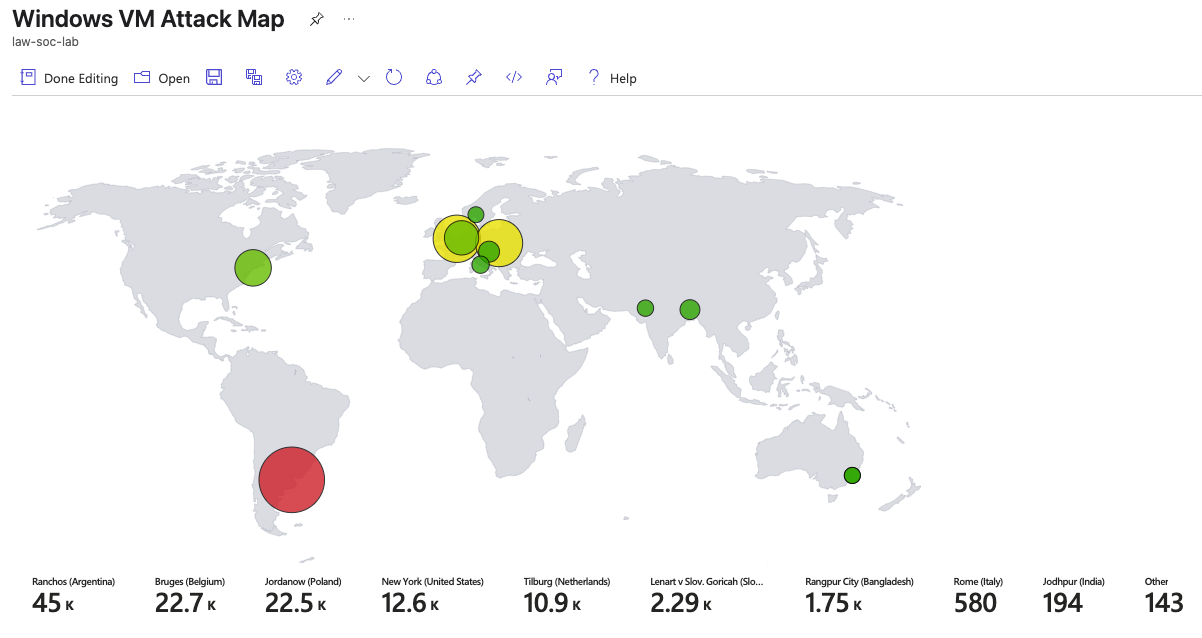 Windows VM Attack Map
law-soc-lab
Done Editing Open Help
Ranchos (Argentina) Bruges (Belgium) Jordanow (Poland) New York (United States) Tilburg (Netherlands) Lenart v Slov. Goricah (Slo... Rangpur City (Bangladesh) Rome (Italy) Jodhpur (India) Other
45 K 22.7 K 22.5 K 12.6 K 10.9 K 2.29 K 1.75 K 580 194 143